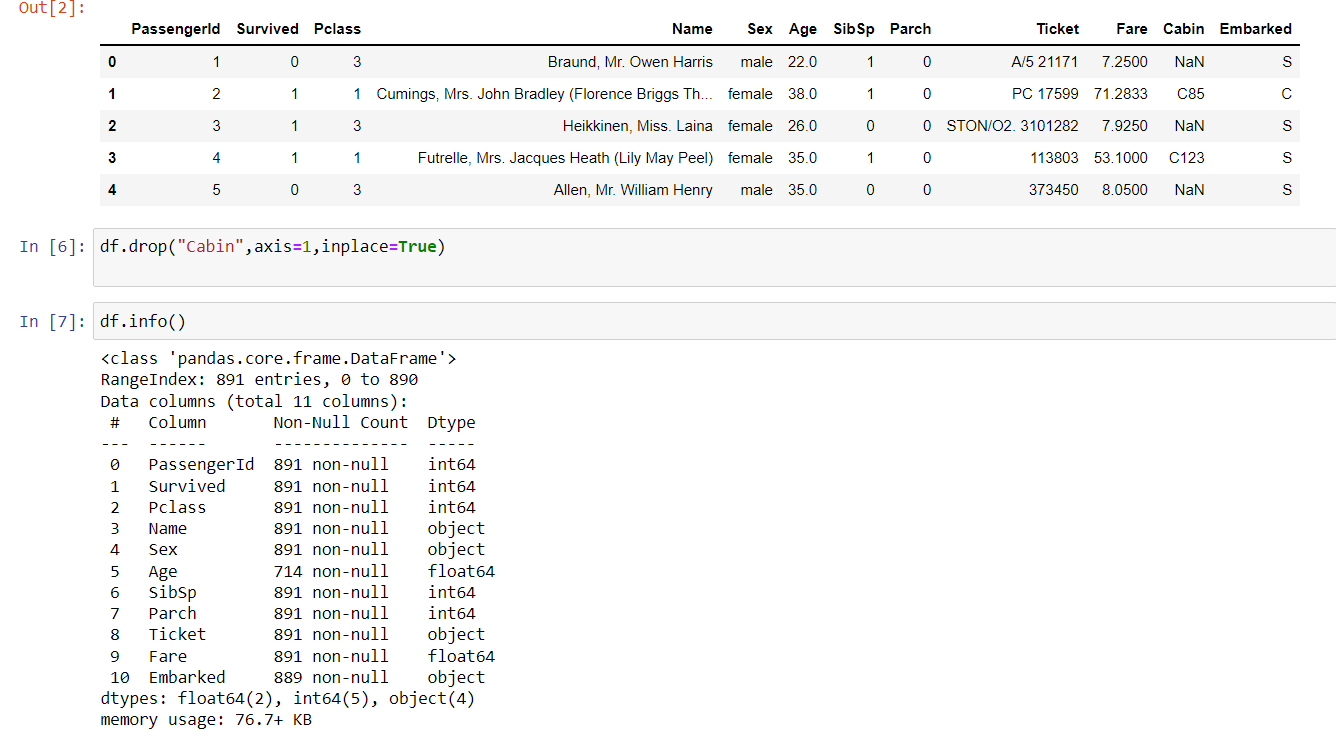 Out[2]:
PassengerId Survived Pclass Name Sex Age SibSp Parch Ticket Fare Cabin Embarked
0 1 0 3 Braund, Mr. Owen Harris male 22.0 1 0 A/5 21171 7.2500 NaN S
1 2 1 1 Cumings, Mrs. John Bradley (Florence Briggs Th... female 38.0 1 0 PC 17599 71.2833 C85 C
2 3 1 3 Heikkinen, Miss. Laina female 26.0 0 0 STON/O2. 3101282 7.9250 NaN S
3 4 1 1 Futrelle, Mrs. Jacques Heath (Lily May Peel) female 35.0 1 0 113803 53.1000 C123 S
4 5 0 3 Allen, Mr. William Henry male 35.0 0 0 373450 8.0500 NaN S
In [6]: df.drop("Cabin",axis=1,inplace=True)
In [7]: df.info()
<class 'pandas.core.frame.DataFrame'>
RangeIndex: 891 entries, 0 to 890
Data columns (total 11 columns):
# Column Non-Null Count Dtype
--- ------ -------------- -----
0 PassengerId 891 non-null int64
1 Survived 891 non-null int64
2 Pclass 891 non-null int64
3 Name 891 non-null object
4 Sex 891 non-null object
5 Age 714 non-null float64
6 SibSp 891 non-null int64
7 Parch 891 non-null int64
8 Ticket 891 non-null object
9 Fare 891 non-null float64
10 Embarked 889 non-null object
dtypes: float64(2), int64(5), object(4)
memory usage: 76.7+ KB